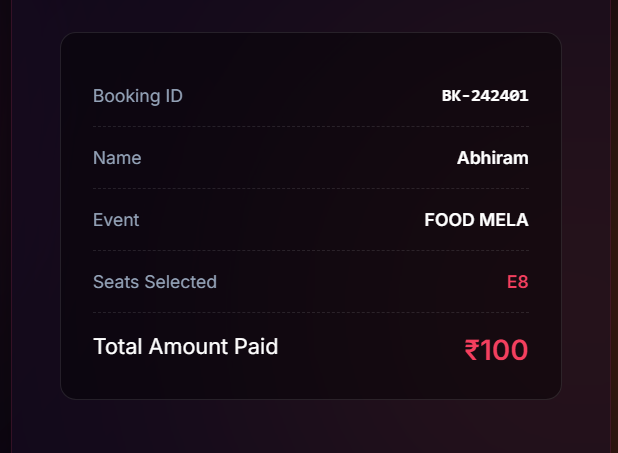 Booking ID BK-242401
Name Abhiram
Event FOOD MELA
Seats Selected E8
Total Amount Paid ₹100